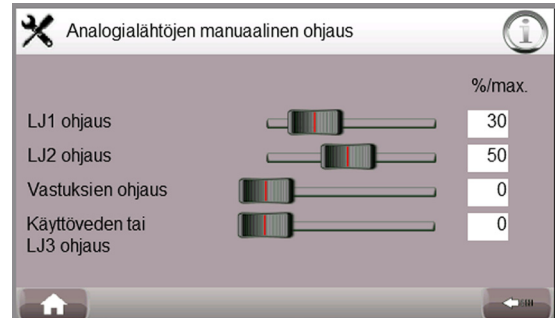 Analogialähtöjen manuaalinen ohjaus
%/max.
LJ1 ohjaus 30
LJ2 ohjaus 50
Vastuksien ohjaus 0
Käyttöveden tai 0
LJ3 ohjaus